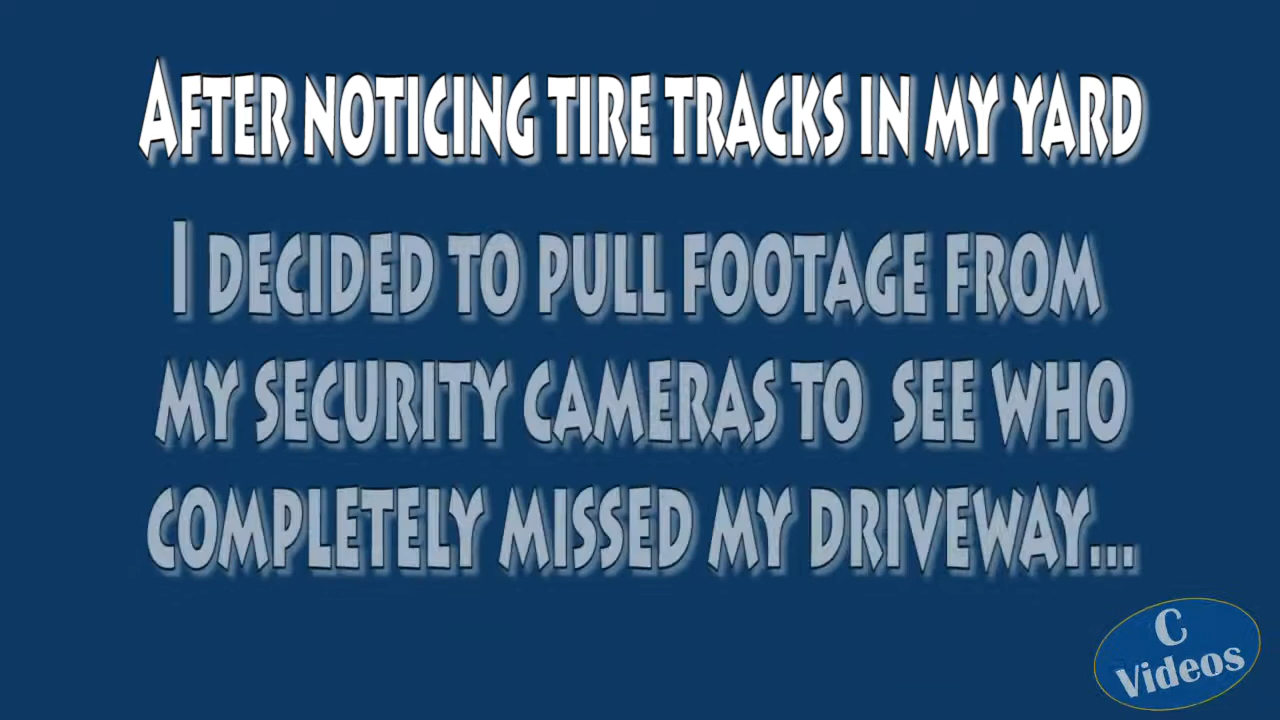 After noticing tire tracks in my yard
I decided to pull footage from
my security cameras to see who
completely missed my driveway...
C
Videos